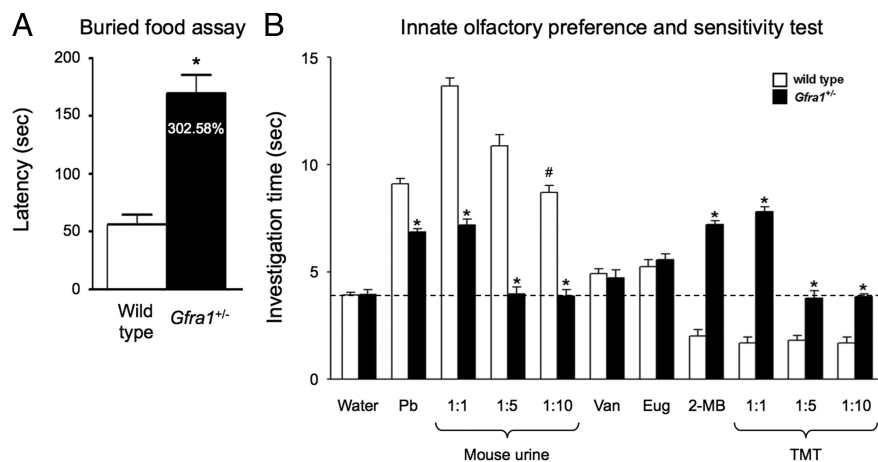 A
Buried food assay
Latency (sec)
200
150
100
50
0
*
302.58%
Wild
type
Gfra1+/-
B
Innate olfactory preference and sensitivity test
Investigation time (sec)
15
10
5
0
wild type
Gfra1+/-
*
*
*
#
*
*
*
*
*
Water
Pb
1:1
1:5
1:10
Van
Eug
2-MB
1:1
1:5
1:10
Mouse urine
TMT